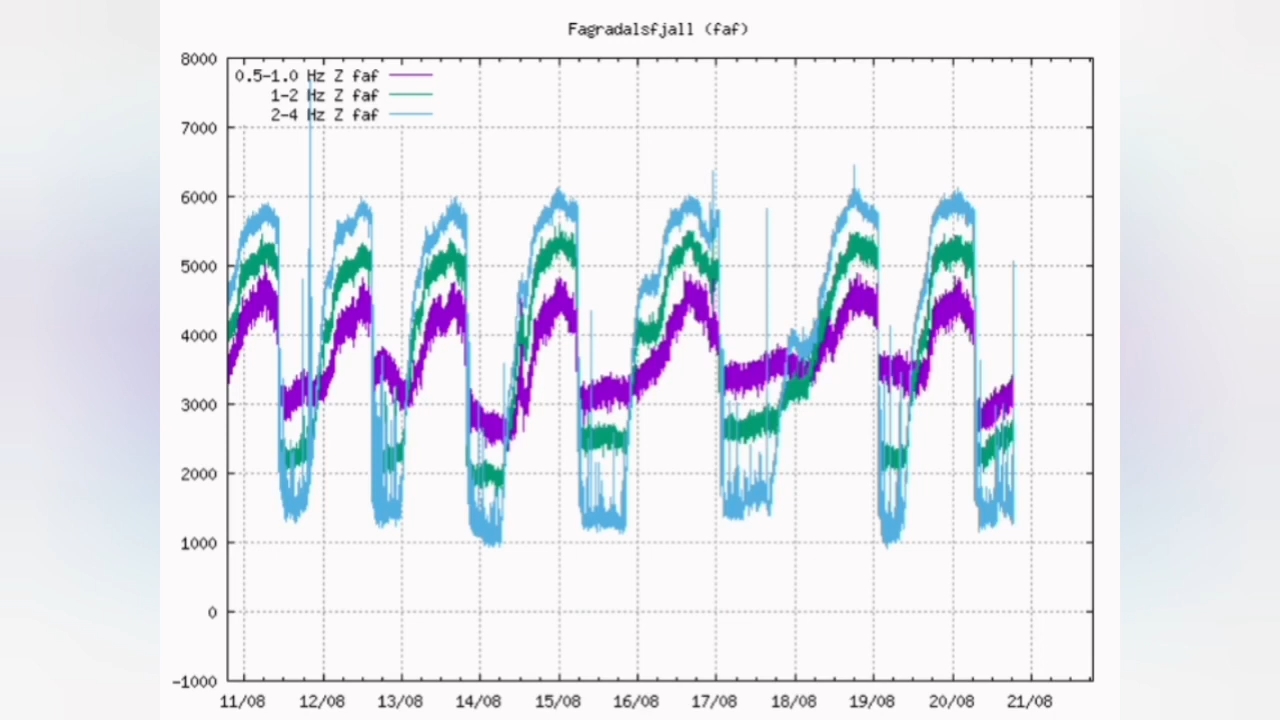 Fagradalsfjall (faf)
8000
0.5-1.0 Hz Z faf
1-2 Hz Z faf
2-4 Hz Z faf
7000
6000
5000
4000
3000
2000
1000
0
-1000
11/08 12/08 13/08 14/08 15/08 16/08 17/08 18/08 19/08 20/08 21/08